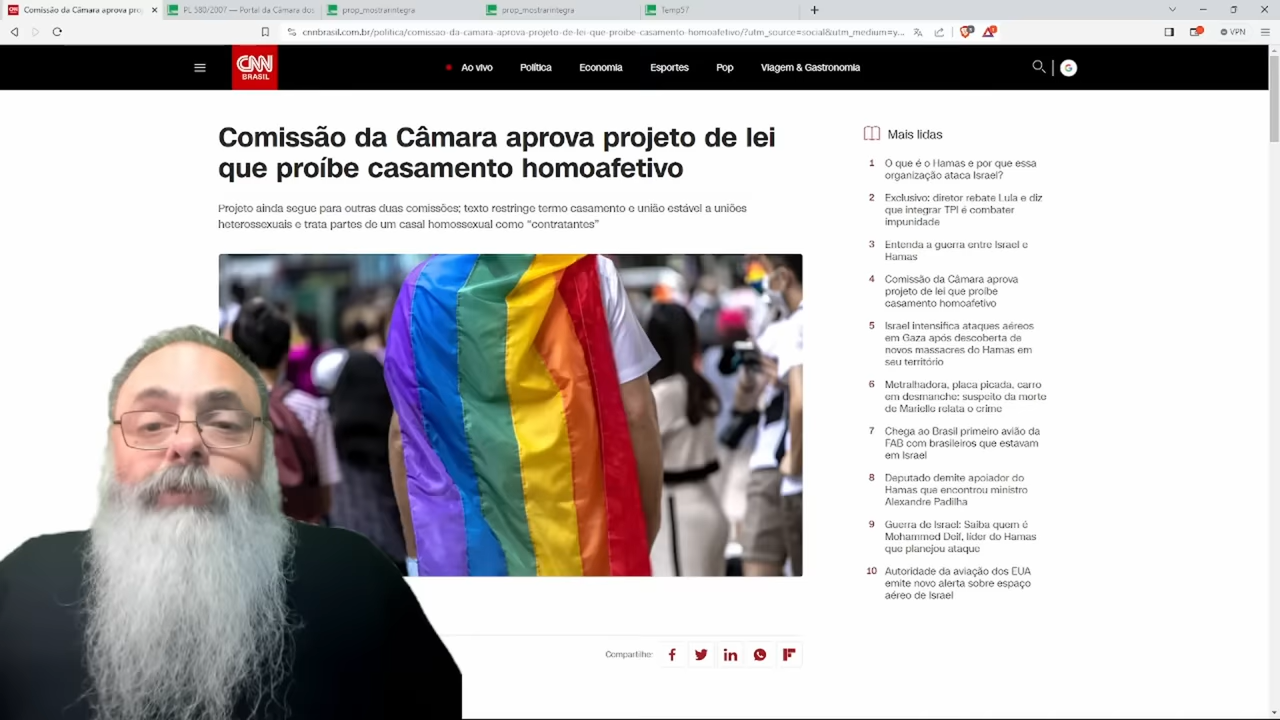 Comissão da Câmara aprova proj
PL 580/2007 — Portal da Câmara dos
prop_mostrarintegra
prop_mostrarintegra
Temp57
cnnbrasil.com.br/politica/comissao-da-camara-aprova-projeto-de-lei-que-proibe-casamento-homoafetivo/?utm_source=social&utm_medium=y...
VPN
CNN
BRASIL
Ao vivo
Política
Economia
Esportes
Pop
Viagem & Gastronomia
Comissão da Câmara aprova projeto de lei
que proíbe casamento homoafetivo
Projeto ainda segue para outras duas comissões; texto restringe termo casamento e união estável a uniões
heterossexuais e trata partes de um casal homossexual como “contratantes”
Compartilhe:
Mais lidas
1 O que é o Hamas e por que essa
organização ataca Israel?
2 Exclusivo: diretor rebate Lula e diz
que integrar TPI é combater
impunidade
3 Entenda a guerra entre Israel e
Hamas
4 Comissão da Câmara aprova
projeto de lei que proíbe
casamento homoafetivo
5 Israel intensifica ataques aéreos
em Gaza após descoberta de
novos massacres do Hamas em
seu território
6 Metralhadora, placa picada, carro
em desmanche: suspeito da morte
de Marielle relata o crime
7 Chega ao Brasil primeiro avião da
FAB com brasileiros que estavam
em Israel
8 Deputado demite apoiador do
Hamas que encontrou ministro
Alexandre Padilha
9 Guerra de Israel: Saiba quem é
Mohammed Deif, líder do Hamas
que planejou ataque
10 Autoridade da aviação dos EUA
emite novo alerta sobre espaço
aéreo de Israel